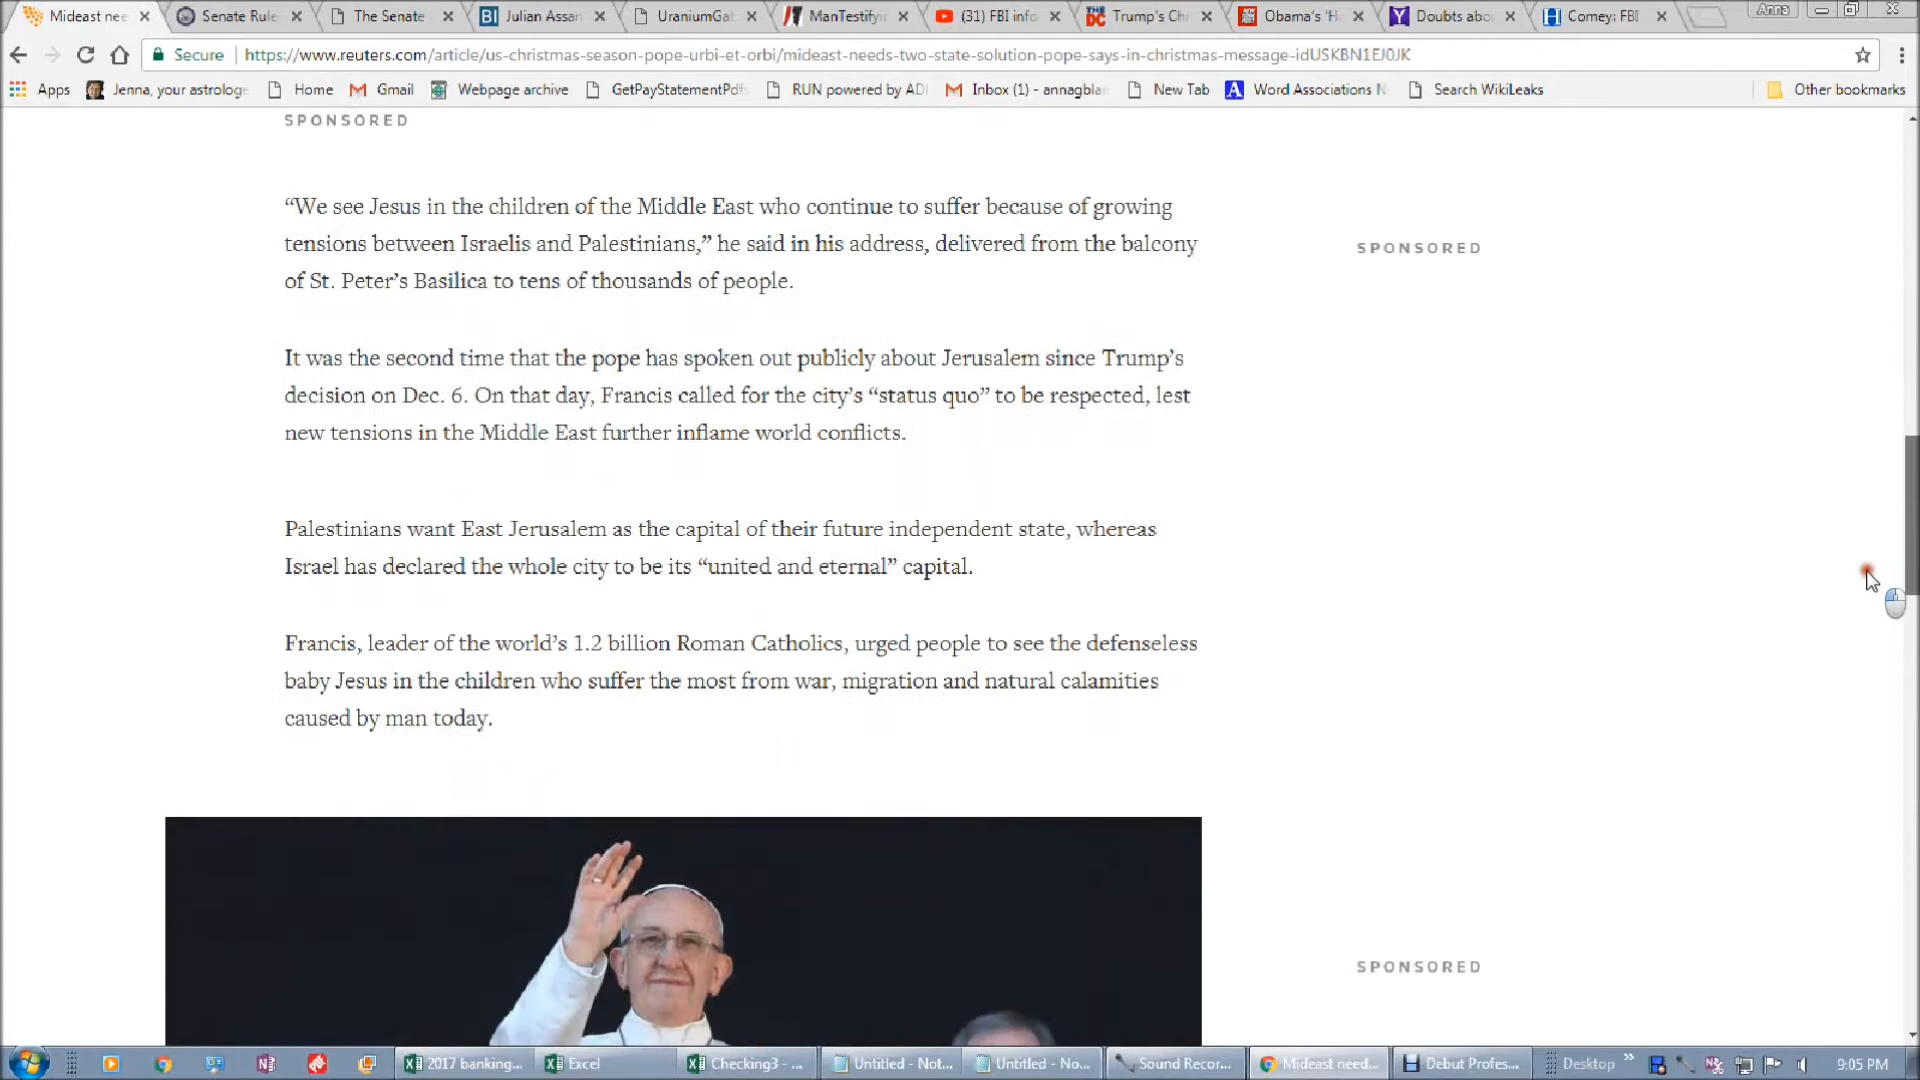 Mideast nee
Senate Rule
The Senate
Julian Assan
UraniumGat
ManTestifyin
(31) FBI info
Trump's Chr
Obama's 'H
Doubts abo
Comey: FBI
Anna
Secure
https://www.reuters.com/article/us-christmas-season-pope-urbi-et-orbi/mideast-needs-two-state-solution-pope-says-in-christmas-message-idUSKBN1EJ0JK
Apps
Jenna, your astrologe
Home
Gmail
Webpage archive
GetPayStatementPdf
RUN powered by AD
Inbox (1) - annagblan
New Tab
Word Associations N
Search WikiLeaks
Other bookmarks
SPONSORED
“We see Jesus in the children of the Middle East who continue to suffer because of growing
tensions between Israelis and Palestinians,” he said in his address, delivered from the balcony
of St. Peter’s Basilica to tens of thousands of people.
SPONSORED
It was the second time that the pope has spoken out publicly about Jerusalem since Trump’s
decision on Dec. 6. On that day, Francis called for the city’s “status quo” to be respected, lest
new tensions in the Middle East further inflame world conflicts.
Palestinians want East Jerusalem as the capital of their future independent state, whereas
Israel has declared the whole city to be its “united and eternal” capital.
Francis, leader of the world’s 1.2 billion Roman Catholics, urged people to see the defenseless
baby Jesus in the children who suffer the most from war, migration and natural calamities
caused by man today.
SPONSORED
2017 banking...
Excel
Checking3 - ...
Untitled - Not...
Untitled - No...
Sound Recor...
Mideast need...
Debut Profes...
Desktop
9:05 PM